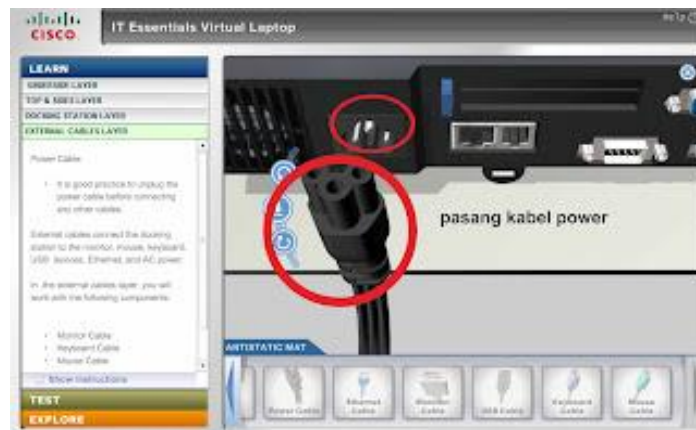 Help
CISCO
IT Essentials Virtual Laptop
LEARN
UNDERSIDE LAYER
TOP & SIDES LAYER
DOCKING STATION LAYER
EXTERNAL CABLES LAYER
Power Cable
• It is good practice to unplug the
power cable before connecting
any other cables.
External cables connect the docking
station to the monitor, mouse, keyboard,
USB devices, Ethernet, and AC power.
In the external cables layer, you will
work with the following components:
• Monitor Cable
• Keyboard Cable
• Mouse Cable
Show Instructions
TEST
EXPLORE
pasang kabel power
ANTISTATIC MAT
Power Cable
Ethernet
Cable
Monitor
Cable
USB Cable
Keyboard
Cable
Mouse
Cable